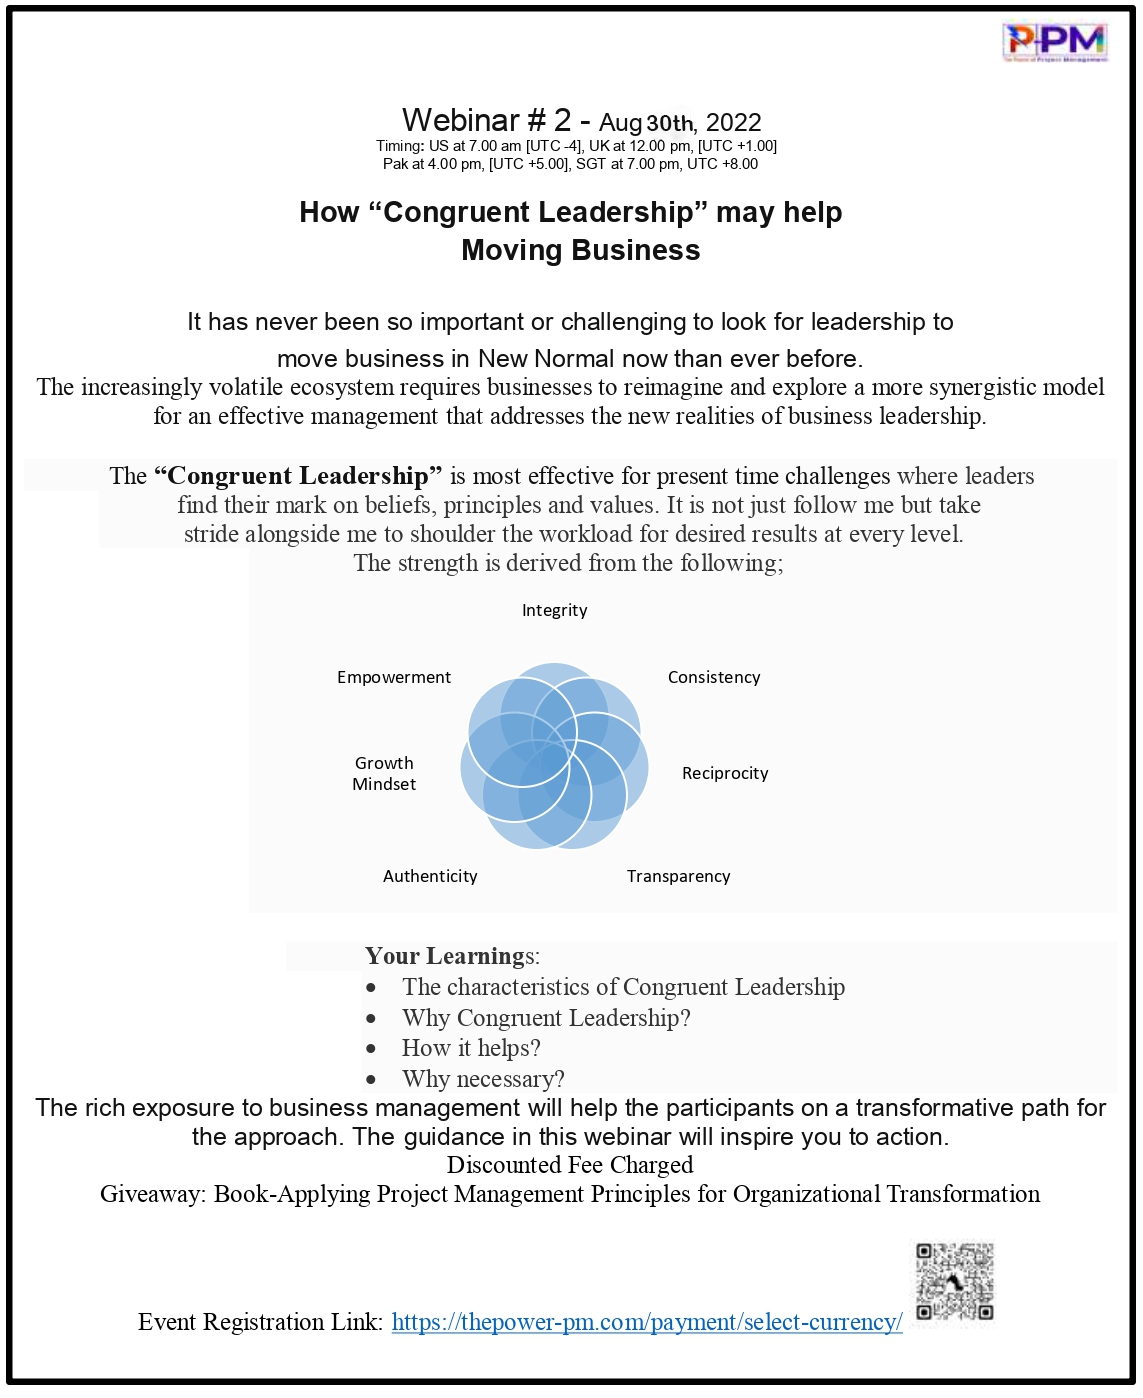 P-PM
The Power of Project Management
Webinar # 2 - Aug 30th, 2022
Timing: US at 7.00 am [UTC -4], UK at 12.00 pm, [UTC +1.00]
Pak at 4.00 pm, [UTC +5.00], SGT at 7.00 pm, UTC +8.00
How “Congruent Leadership” may help
Moving Business
It has never been so important or challenging to look for leadership to
move business in New Normal now than ever before.
The increasingly volatile ecosystem requires businesses to reimagine and explore a more synergistic model
for an effective management that addresses the new realities of business leadership.
The “Congruent Leadership” is most effective for present time challenges where leaders
find their mark on beliefs, principles and values. It is not just follow me but take
stride alongside me to shoulder the workload for desired results at every level.
The strength is derived from the following;
Integrity
Empowerment
Consistency
Growth
Mindset
Reciprocity
Authenticity
Transparency
Your Learnings:
• The characteristics of Congruent Leadership
• Why Congruent Leadership?
• How it helps?
• Why necessary?
The rich exposure to business management will help the participants on a transformative path for
the approach. The guidance in this webinar will inspire you to action.
Discounted Fee Charged
Giveaway: Book-Applying Project Management Principles for Organizational Transformation
Event Registration Link: https://thepower-pm.com/payment/select-currency/